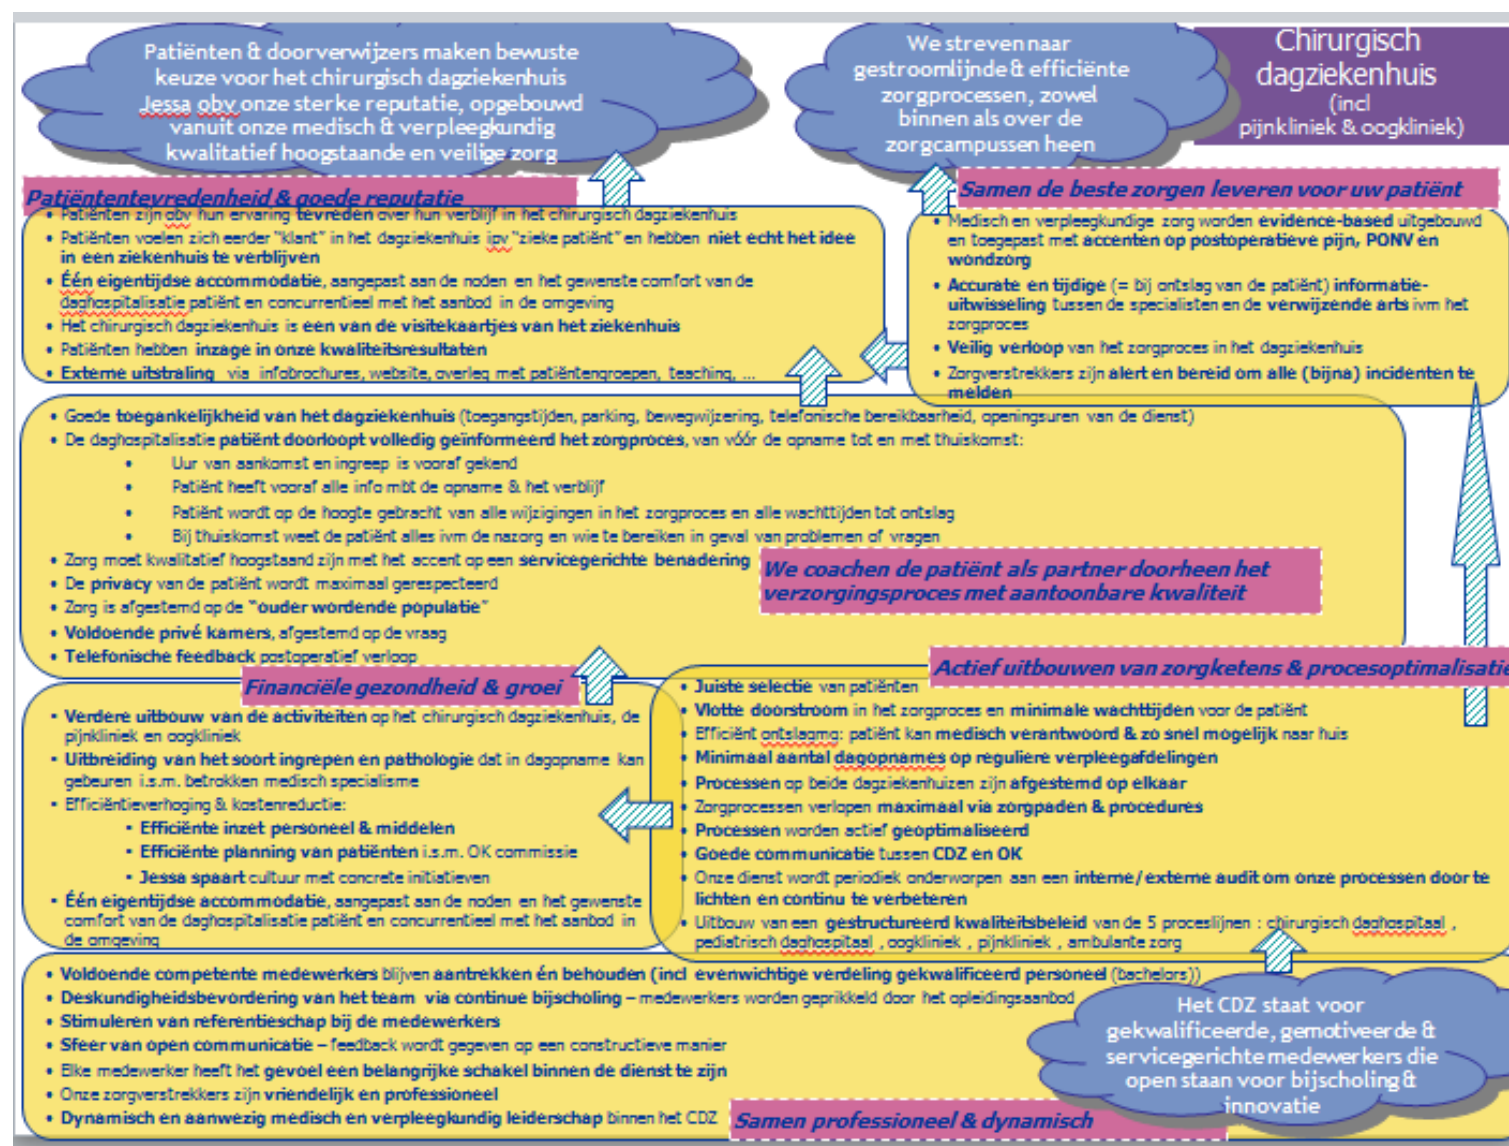 Patiënten & doorverwijzers maken bewuste
keuze voor het chirurgisch dagziekenhuis
Jessa obv onze sterke reputatie, opgebouwd
vanuit onze medisch & verpleegkundig
kwalitatief hoogstaande en veilige zorg
We streven naar
gestroomlijnde & efficiënte
zorgprocessen, zowel
binnen als over de
zorgcampussen heen
Chirurgisch
dagziekenhuis
(incl
pijnkliniek & oogkliniek)
Patiëntentevredenheid & goede reputatie
• Patiënten zijn obv hun ervaring tevreden over hun verblijf in het chirurgisch dagziekenhuis
• Patiënten voelen zich eerder "klant" in het dagziekenhuis ipv "zieke patiënt" en hebben niet echt het idee
in een ziekenhuis te verblijven
• Één eigentijdse accommodatie, aangepast aan de noden en het gewenste comfort van de
daghospitalisatie patiënt en concurrentieel met het aanbod in de omgeving
• Het chirurgisch dagziekenhuis is een van de visitekaartjes van het ziekenhuis
• Patiënten hebben inzage in onze kwaliteitsresultaten
• Externe uitstraling via infobrochures, website, overleg met patiëntengroepen, teaching, ...
Samen de beste zorgen leveren voor uw patiënt
• Medisch en verpleegkundige zorg worden evidence-based uitgebouwd
en toegepast met accenten op postoperatieve pijn, PONV en
wondzorg
• Accurate en tijdige (= bij ontslag van de patiënt) informatie-
uitwisseling tussen de specialisten en de verwijzende arts ivm het
zorgproces
• Veilig verloop van het zorgproces in het dagziekenhuis
• Zorgverstrekkers zijn alert en bereid om alle (bijna) incidenten te
melden
• Goede toegankelijkheid van het dagziekenhuis (toegangstijden, parking, bewegwijzering, telefonische bereikbaarheid, openingsuren van de dienst)
• De daghospitalisatie patiënt doorloopt volledig geïnformeerd het zorgproces, van vóór de opname tot en met thuiskomst:
• Uur van aankomst en ingreep is vooraf gekend
• Patiënt heeft vooraf alle info mbt de opname & het verblijf
• Patiënt wordt op de hoogte gebracht van alle wijzigingen in het zorgproces en alle wachttijden tot ontslag
• Bij thuiskomst weet de patiënt alles ivm de nazorg en wie te bereiken in geval van problemen of vragen
• Zorg moet kwalitatief hoogstaand zijn met het accent op een servicegerichte benadering
• De privacy van de patiënt wordt maximaal gerespecteerd
• Zorg is afgestemd op de "ouder wordende populatie"
• Voldoende privé kamers, afgestemd op de vraag
• Telefonische feedback postoperatief verloop
We coachen de patiënt als partner doorheen het
verzorgingsproces met aantoonbare kwaliteit
Financiële gezondheid & groei
• Verdere uitbouw van de activiteiten op het chirurgisch dagziekenhuis, de
pijnkliniek en oogkliniek
• Uitbreiding van het soort ingrepen en pathologie dat in dagopname kan
gebeuren i.s.m. betrokken medisch specialisme
• Efficiëntieverhoging & kostenreductie:
• Efficiënte inzet personeel & middelen
• Efficiënte planning van patiënten i.s.m. OK commissie
• Jessa spaart cultuur met concrete initiatieven
• Één eigentijdse accommodatie, aangepast aan de noden en het gewenste
comfort van de daghospitalisatie patiënt en concurrentieel met het aanbod in
de omgeving
Actief uitbouwen van zorgketens & procesoptimalisatie
• Juiste selectie van patiënten
• Vlotte doorstroom in het zorgproces en minimale wachttijden voor de patiënt
• Efficiënt ontslagmg: patiënt kan medisch verantwoord & zo snel mogelijk naar huis
• Minimaal aantal dagopnames op reguliere verpleegafdelingen
• Processen op beide dagziekenhuizen zijn afgestemd op elkaar
• Zorgprocessen verlopen maximaal via zorgpaden & procedures
• Processen worden actief geoptimaliseerd
• Goede communicatie tussen CDZ en OK
• Onze dienst wordt periodiek onderworpen aan een interne/externe audit om onze processen door te
lichten en continu te verbeteren
• Uitbouw van een gestructureerd kwaliteitsbeleid van de 5 proceslijnen : chirurgisch daghospitaal ,
pediatrisch daghospitaal , oogkliniek , pijnkliniek , ambulante zorg
• Voldoende competente medewerkers blijven aantrekken én behouden (incl evenwichtige verdeling gekwalificeerd personeel (bachelors))
• Deskundigheidsbevordering van het team via continue bijscholing – medewerkers worden geprikkeld door het opleidingsaanbod
• Stimuleren van referentieschap bij de medewerkers
• Sfeer van open communicatie – feedback wordt gegeven op een constructieve manier
• Elke medewerker heeft het gevoel een belangrijke schakel binnen de dienst te zijn
• Onze zorgverstrekkers zijn vriendelijk en professioneel
• Dynamisch en aanwezig medisch en verpleegkundig leiderschap binnen het CDZ
Samen professioneel & dynamisch
Het CDZ staat voor
gekwalificeerde, gemotiveerde &
servicegerichte medewerkers die
open staan voor bijscholing &
innovatie